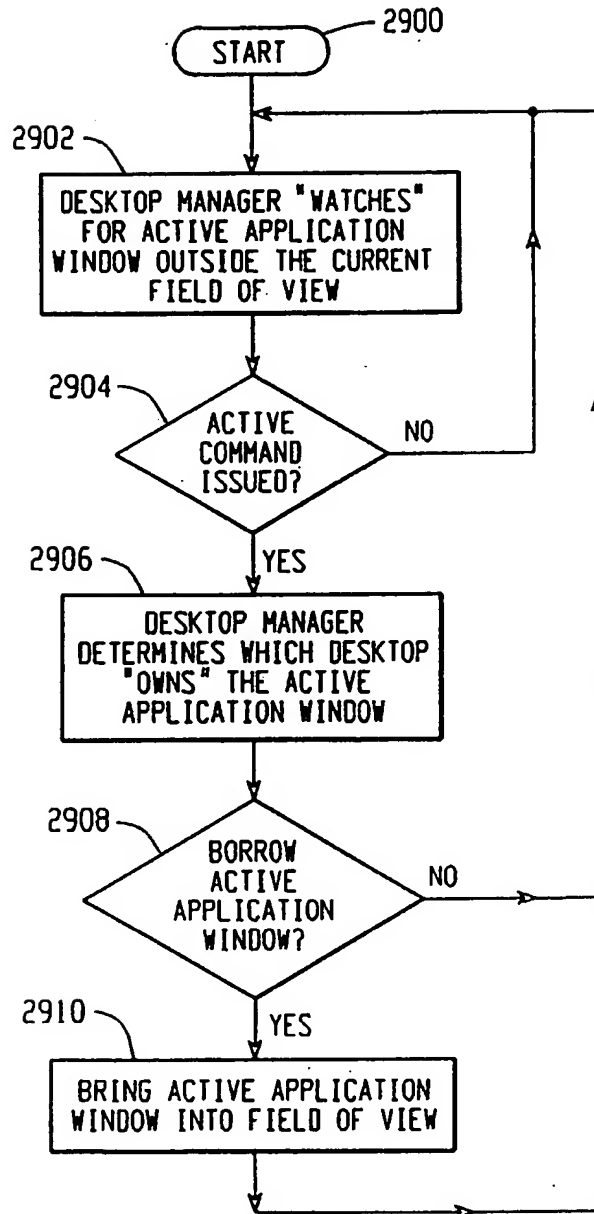 2900
START
2902
DESKTOP MANAGER "WATCHES"
FOR ACTIVE APPLICATION
WINDOW OUTSIDE THE CURRENT
FIELD OF VIEW
2904
ACTIVE
COMMAND
ISSUED?
NO
YES
2906
DESKTOP MANAGER
DETERMINES WHICH DESKTOP
"OWNS" THE ACTIVE
APPLICATION WINDOW
2908
BORROW
ACTIVE
APPLICATION
WINDOW?
NO
YES
2910
BRING ACTIVE APPLICATION
WINDOW INTO FIELD OF VIEW